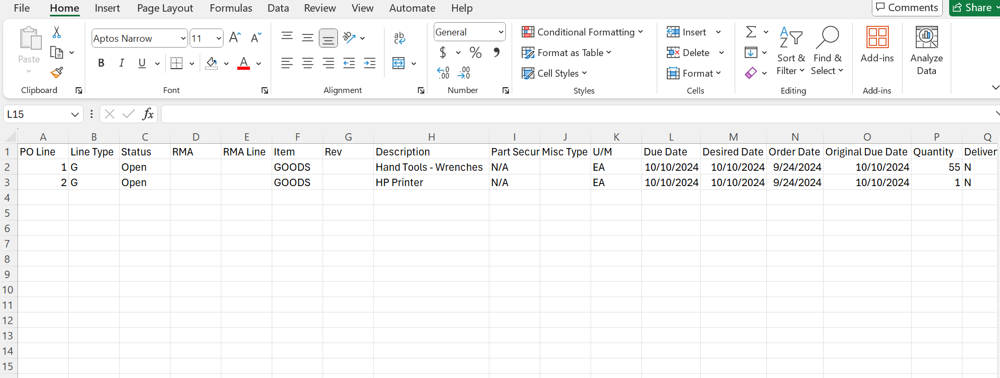 File Home Insert Page Layout Formulas Data Review View Automate Help Comments Share
Paste
Clipboard
Aptos Narrow 11 A A
B I U A
Font
ab
Alignment
General
$ % 9
0 .00
.00 0
Number
Conditional Formatting
Format as Table
Cell Styles
Styles
Insert
Delete
Format
Cells
Sort & Filter
Find & Select
Editing
Add-ins
Add-ins
Analyze Data
L15 fx
A B C D E F G H I J K L M N O P Q
1 PO Line Line Type Status RMA RMA Line Item Rev Description Part Secur Misc Type U/M Due Date Desired Date Order Date Original Due Date Quantity Deliver
2 1 G Open GOODS Hand Tools - Wrenches N/A EA 10/10/2024 10/10/2024 9/24/2024 10/10/2024 55 N
3 2 G Open GOODS HP Printer N/A EA 10/10/2024 10/10/2024 9/24/2024 10/10/2024 1 N
4
5
6
7
8
9
10
11
12
13
14
15